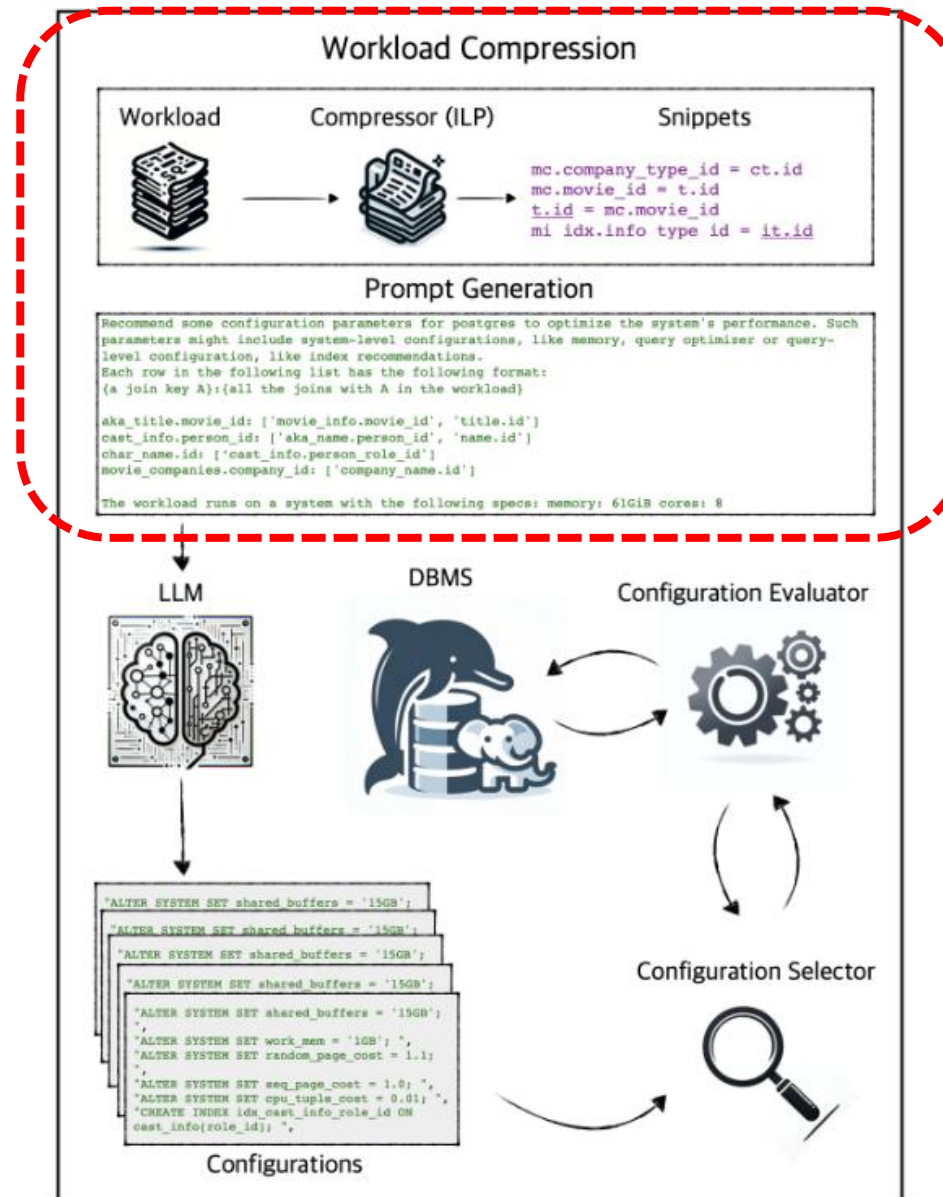 Workload Compression
Workload
Compressor (ILP)
Snippets
mc.company_type_id = ct.id
mc.movie_id = t.id
t.id = mc.movie_id
mi idx.info type id = it.id
Prompt Generation
Recommend some configuration parameters for postgres to optimize the system's performance. Such
parameters might include system-level configurations, like memory, query optimizer or query-
level configuration, like index recommendations.
Each row in the following list has the following format:
{a join key A}:{all the joins with A in the workload}
aka_title.movie_id: ['movie_info.movie_id', 'title.id']
cast_info.person_id: ['aka_name.person_id', 'name.id']
char_name.id: ['cast_info.person_role_id']
movie_companies.company_id: ['company_name.id']
The workload runs on a system with the following specs: memory: 61GiB cores: 8
LLM
DBMS
Configuration Evaluator
"ALTER SYSTEM SET shared_buffers = '15GB';
"ALTER SYSTEM SET shared_buffers = '15GB';
"ALTER SYSTEM SET shared_buffers = '15GB';
"ALTER SYSTEM SET shared_buffers = '15GB';
"ALTER SYSTEM SET shared_buffers = '15GB';
",
"ALTER SYSTEM SET work_mem = '1GB'; ",
"ALTER SYSTEM SET random_page_cost = 1.1;
",
"ALTER SYSTEM SET seq_page_cost = 1.0; ",
"ALTER SYSTEM SET cpu_tuple_cost = 0.01; ",
"CREATE INDEX idx_cast_info_role_id ON
cast_info(role_id); ",
Configurations
Configuration Selector